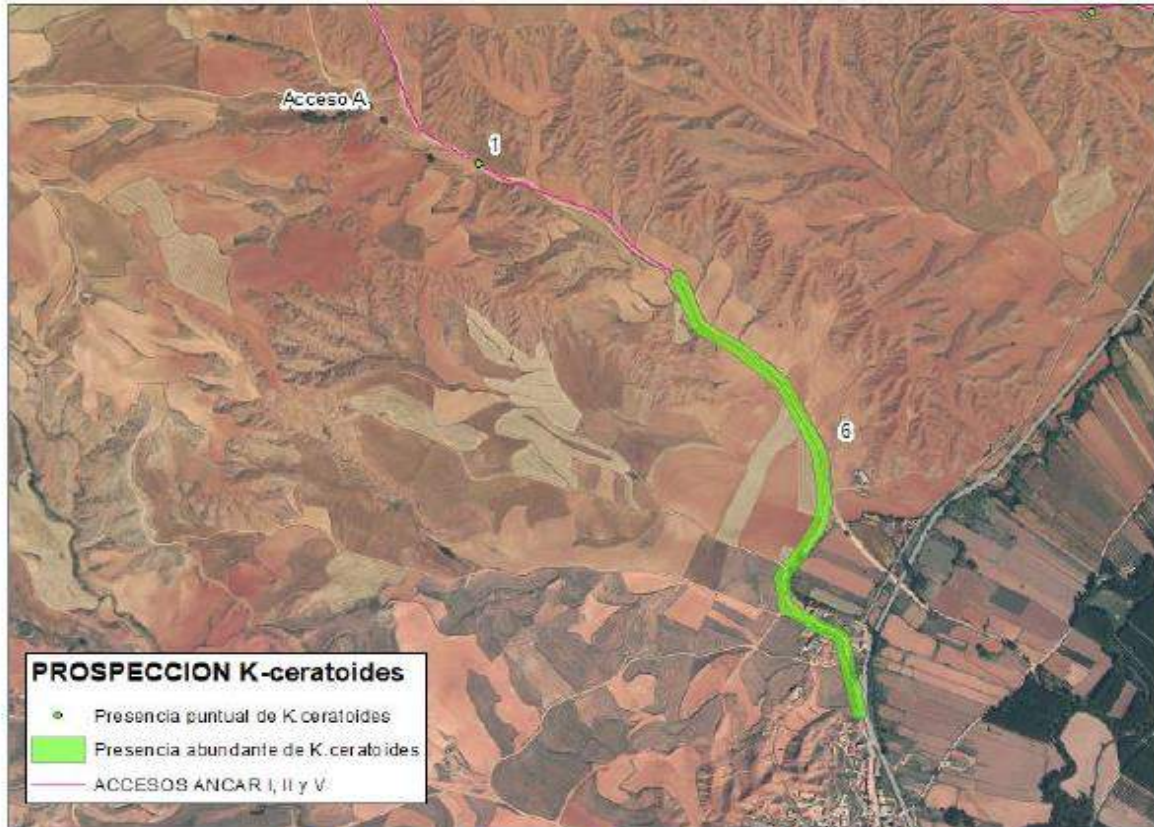 Acceso A
1
6
PROSPECCION K-ceratoides
Presencia puntual de K.ceratoides
Presencia abundante de K.ceratoides
ACCESOS ANCAR I, II y V